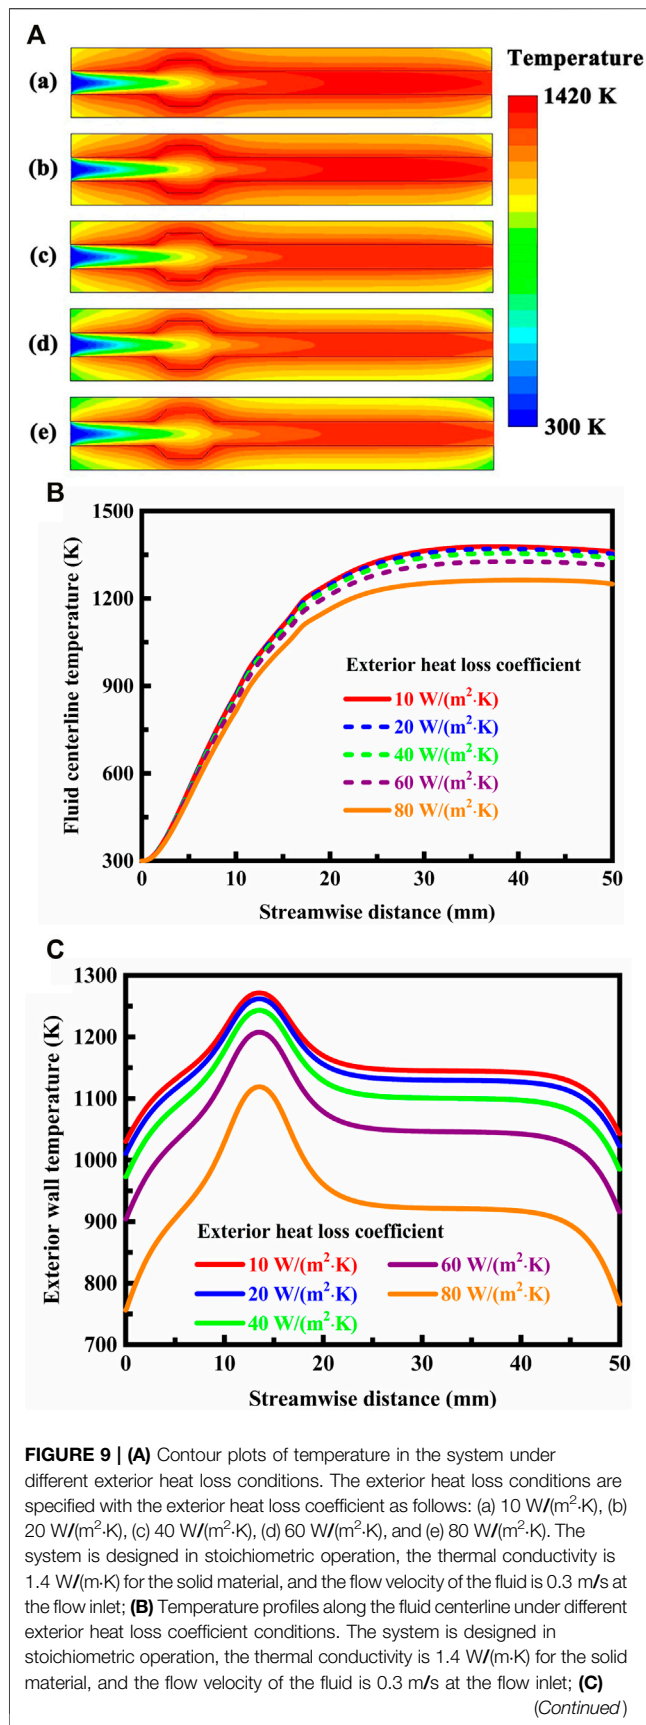 A
Temperature
(a)
1420 K
(b)
(c)
(d)
(e)
300 K
B
1500
1200
900
600
300
Fluid centerline temperature (K)
Exterior heat loss coefficient
10 W/(m²·K)
20 W/(m²·K)
40 W/(m²·K)
60 W/(m²·K)
80 W/(m²·K)
0 10 20 30 40 50
Streamwise distance (mm)
C
1300
1200
1100
1000
900
800
700
Exterior wall temperature (K)
Exterior heat loss coefficient
10 W/(m²·K) 60 W/(m²·K)
20 W/(m²·K) 80 W/(m²·K)
40 W/(m²·K)
0 10 20 30 40 50
Streamwise distance (mm)
FIGURE 9 | (A) Contour plots of temperature in the system under
different exterior heat loss conditions. The exterior heat loss conditions are
specified with the exterior heat loss coefficient as follows: (a) 10 W/(m²·K), (b)
20 W/(m²·K), (c) 40 W/(m²·K), (d) 60 W/(m²·K), and (e) 80 W/(m²·K). The
system is designed in stoichiometric operation, the thermal conductivity is
1.4 W/(m·K) for the solid material, and the flow velocity of the fluid is 0.3 m/s at
the flow inlet; (B) Temperature profiles along the fluid centerline under different
exterior heat loss coefficient conditions. The system is designed in
stoichiometric operation, the thermal conductivity is 1.4 W/(m·K) for the solid
material, and the flow velocity of the fluid is 0.3 m/s at the flow inlet; (C)
(Continued)